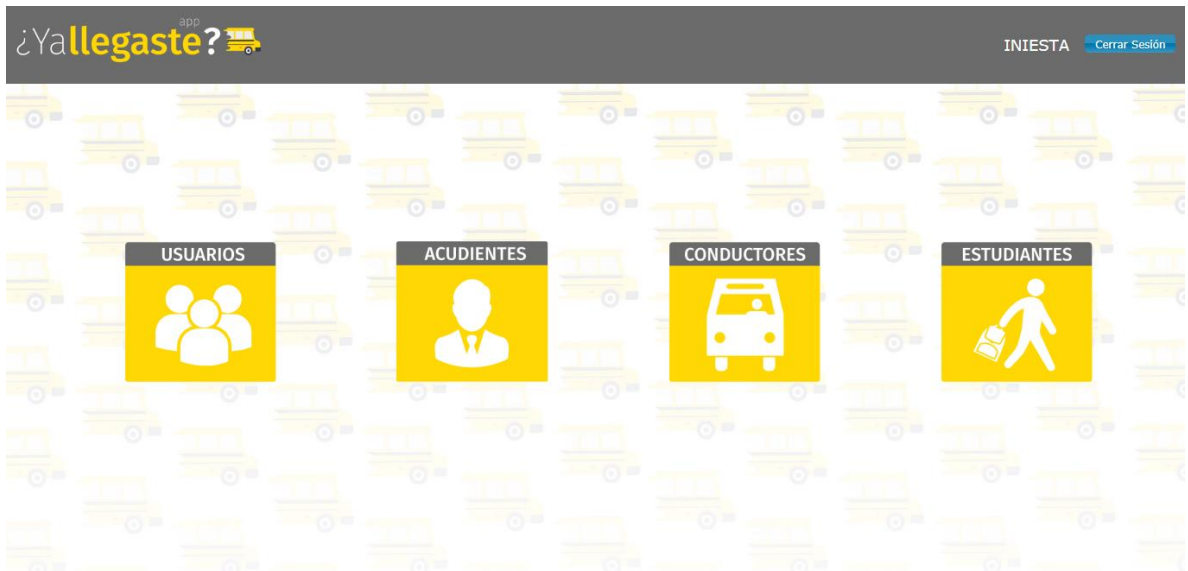 app
¿Yallegaste?
INIESTA
Cerrar Sesión
USUARIOS
ACUDIENTES
CONDUCTORES
ESTUDIANTES